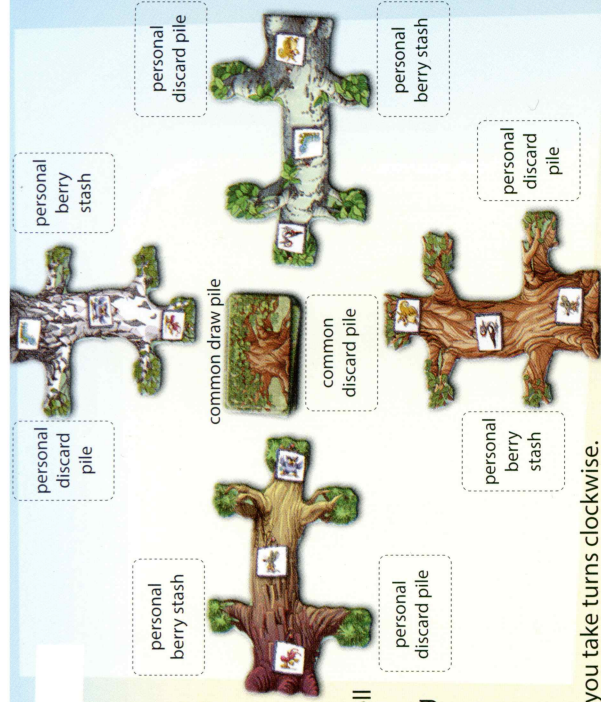 personal
discard pile
personal
berry stash
personal
berry
stash
personal
discard
pile
common draw pile
common
discard pile
personal
discard
pile
personal
berry stash
personal
berry
stash
personal
discard pile
ll
g
you take turns clockwise.